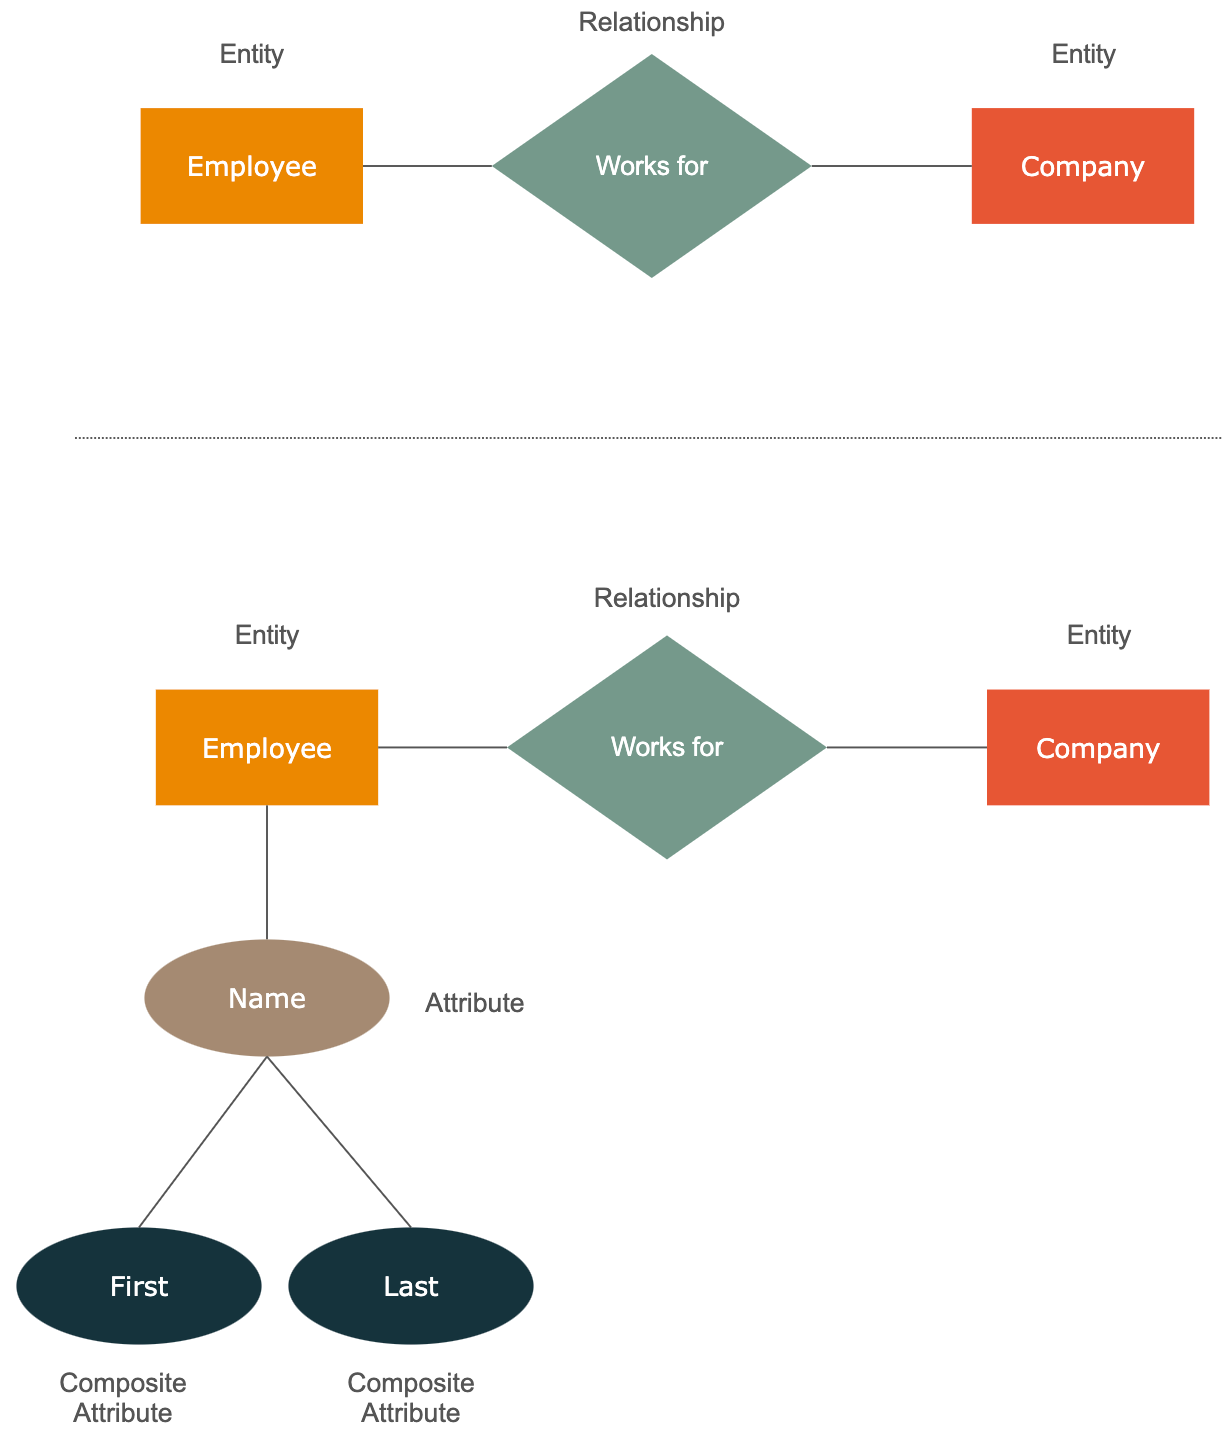 Relationship
Entity
Entity
Employee
Works for
Company
Relationship
Entity
Entity
Employee
Works for
Company
Name
Attribute
First
Last
Composite
Attribute
Composite
Attribute